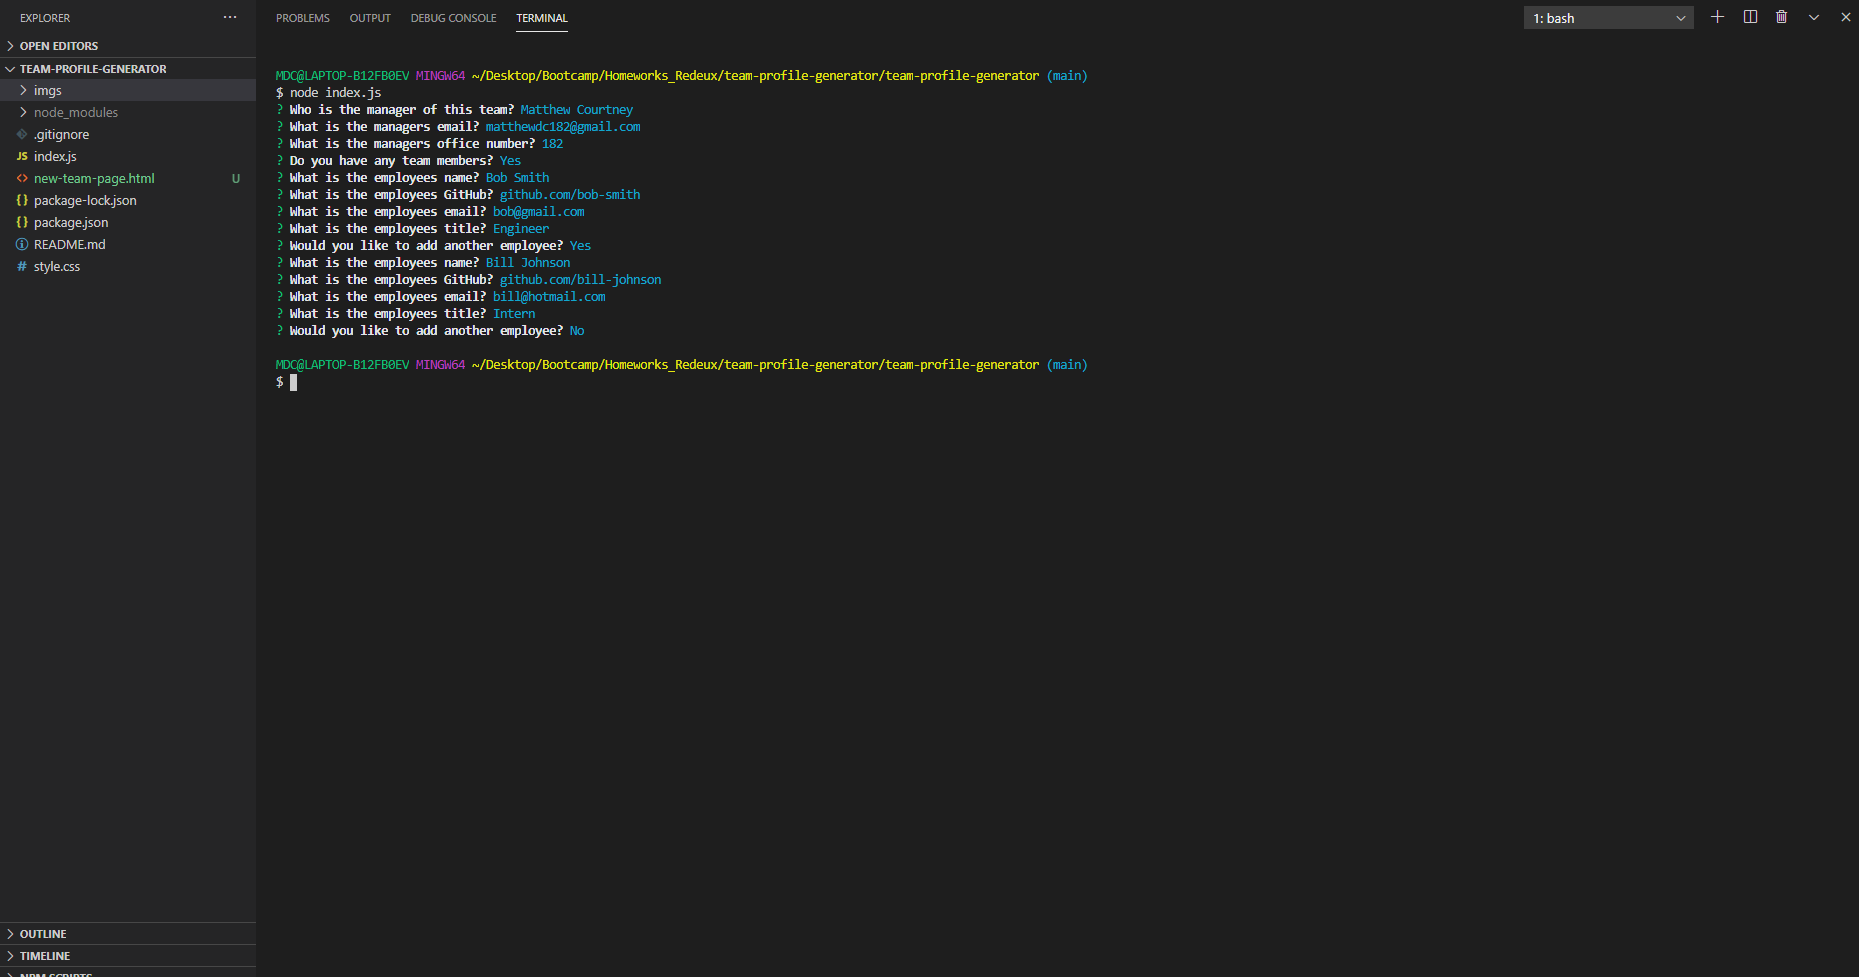 EXPLORER
OPEN EDITORS
TEAM-PROFILE-GENERATOR
imgs
node_modules
.gitignore
JS index.js
<> new-team-page.html U
{} package-lock.json
{} package.json
README.md
# style.css
OUTLINE
TIMELINE
NPM SCRIPTS
PROBLEMS OUTPUT DEBUG CONSOLE TERMINAL 1: bash
MDC@LAPTOP-B12FB0EV MINGW64 ~/Desktop/Bootcamp/Homeworks_Redeux/team-profile-generator/team-profile-generator (main)
$ node index.js
? Who is the manager of this team? Matthew Courtney
? What is the managers email? matthewdc182@gmail.com
? What is the managers office number? 182
? Do you have any team members? Yes
? What is the employees name? Bob Smith
? What is the employees GitHub? github.com/bob-smith
? What is the employees email? bob@gmail.com
? What is the employees title? Engineer
? Would you like to add another employee? Yes
? What is the employees name? Bill Johnson
? What is the employees GitHub? github.com/bill-johnson
? What is the employees email? bill@hotmail.com
? What is the employees title? Intern
? Would you like to add another employee? No
MDC@LAPTOP-B12FB0EV MINGW64 ~/Desktop/Bootcamp/Homeworks_Redeux/team-profile-generator/team-profile-generator (main)
$